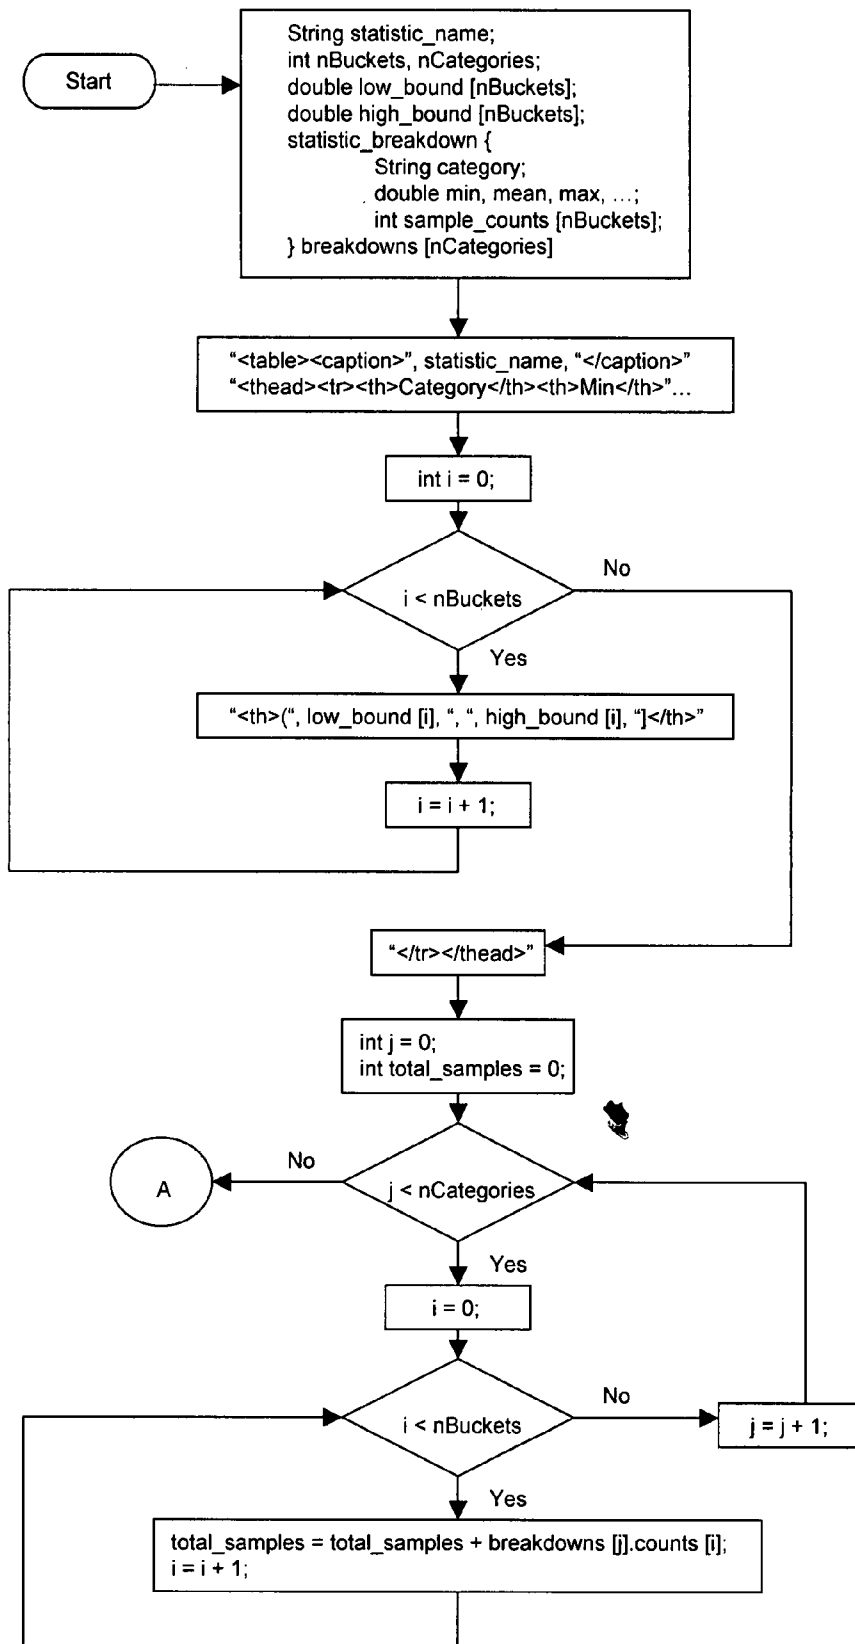 Start
String statistic_name;
int nBuckets, nCategories;
double low_bound [nBuckets];
double high_bound [nBuckets];
statistic_breakdown {
String category;
double min, mean, max, ...;
int sample_counts [nBuckets];
} breakdowns [nCategories]
“<table><caption>”, statistic_name, “</caption>”
“<thead><tr><th>Category</th><th>Min</th>”...
int i = 0;
i < nBuckets
No
Yes
“<th>(“, low_bound [i], “, “, high_bound [i], “]</th>”
i = i + 1;
“</tr></thead>”
int j = 0;
int total_samples = 0;
A
No
j < nCategories
Yes
i = 0;
i < nBuckets
No
j = j + 1;
Yes
total_samples = total_samples + breakdowns [j].counts [i];
i = i + 1;